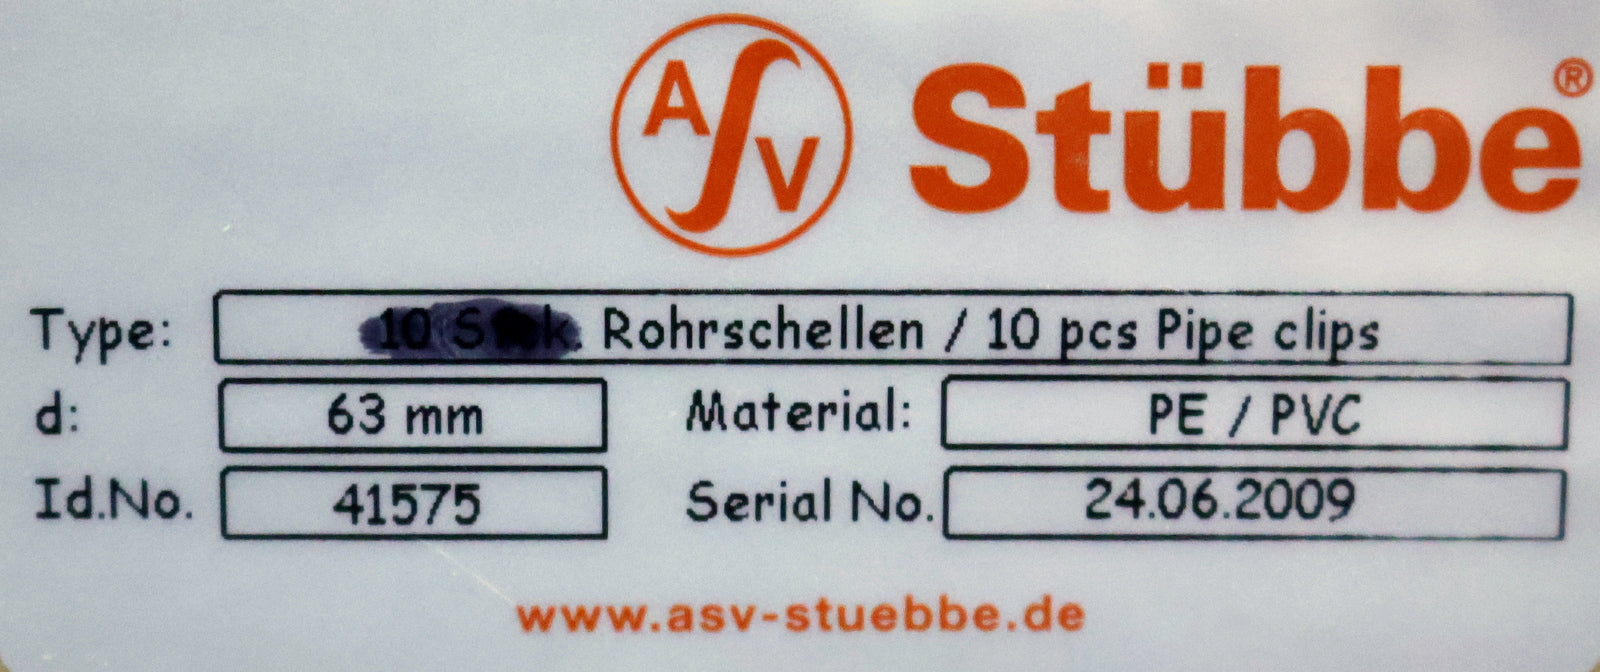 ASV Stübbe®
Type: 10 Rohrschellen / 10 pcs Pipe clips
d: 63 mm Material: PE / PVC
Id.No. 41575 Serial No. 24.06.2009
www.asv-stuebbe.de